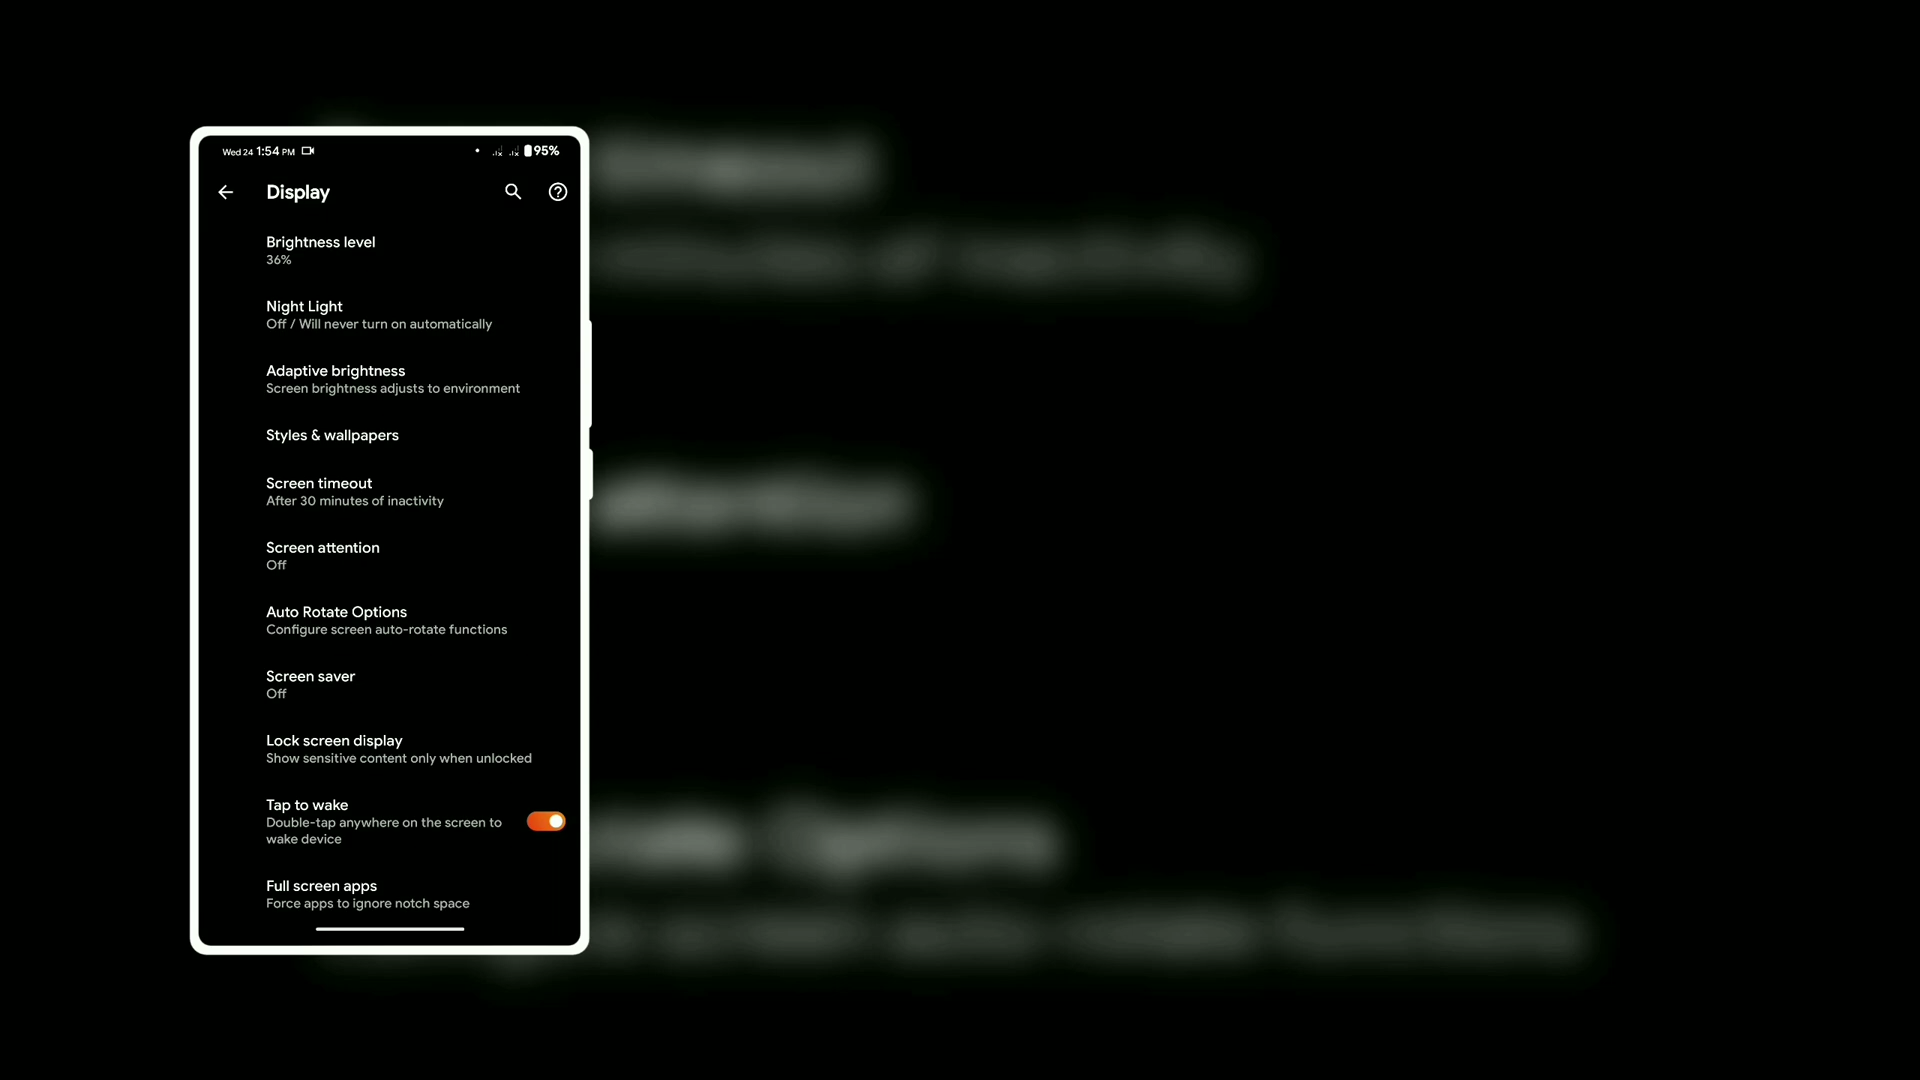 Wed 24 1:54 PM 95%
Display
Brightness level
36%
Night Light
Off / Will never turn on automatically
Adaptive brightness
Screen brightness adjusts to environment
Styles & wallpapers
Screen timeout
After 30 minutes of inactivity
Screen attention
Off
Auto Rotate Options
Configure screen auto-rotate functions
Screen saver
Off
Lock screen display
Show sensitive content only when unlocked
Tap to wake
Double-tap anywhere on the screen to
wake device
Full screen apps
Force apps to ignore notch space